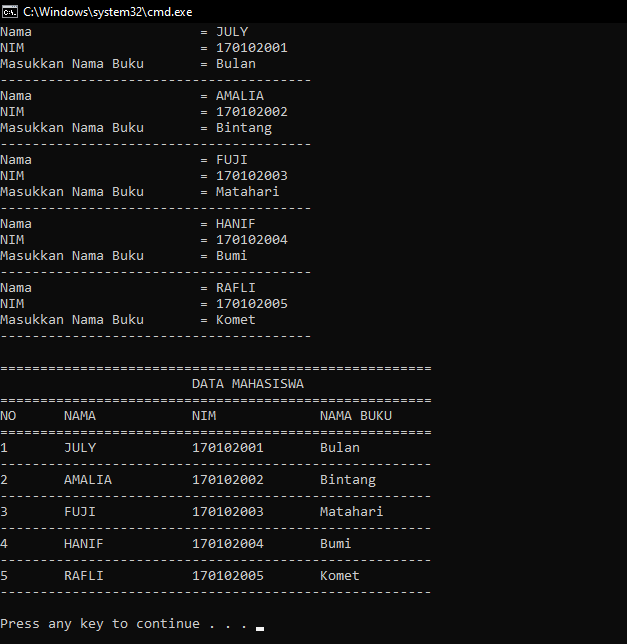 C:\Windows\system32\cmd.exe
Nama = JULY
NIM = 170102001
Masukkan Nama Buku = Bulan
---------------------------------------
Nama = AMALIA
NIM = 170102002
Masukkan Nama Buku = Bintang
---------------------------------------
Nama = FUJI
NIM = 170102003
Masukkan Nama Buku = Matahari
---------------------------------------
Nama = HANIF
NIM = 170102004
Masukkan Nama Buku = Bumi
---------------------------------------
Nama = RAFLI
NIM = 170102005
Masukkan Nama Buku = Komet
---------------------------------------
======================================================
DATA MAHASISWA
======================================================
NO NAMA NIM NAMA BUKU
======================================================
1 JULY 170102001 Bulan
------------------------------------------------------
2 AMALIA 170102002 Bintang
------------------------------------------------------
3 FUJI 170102003 Matahari
------------------------------------------------------
4 HANIF 170102004 Bumi
------------------------------------------------------
5 RAFLI 170102005 Komet
------------------------------------------------------
Press any key to continue . . .